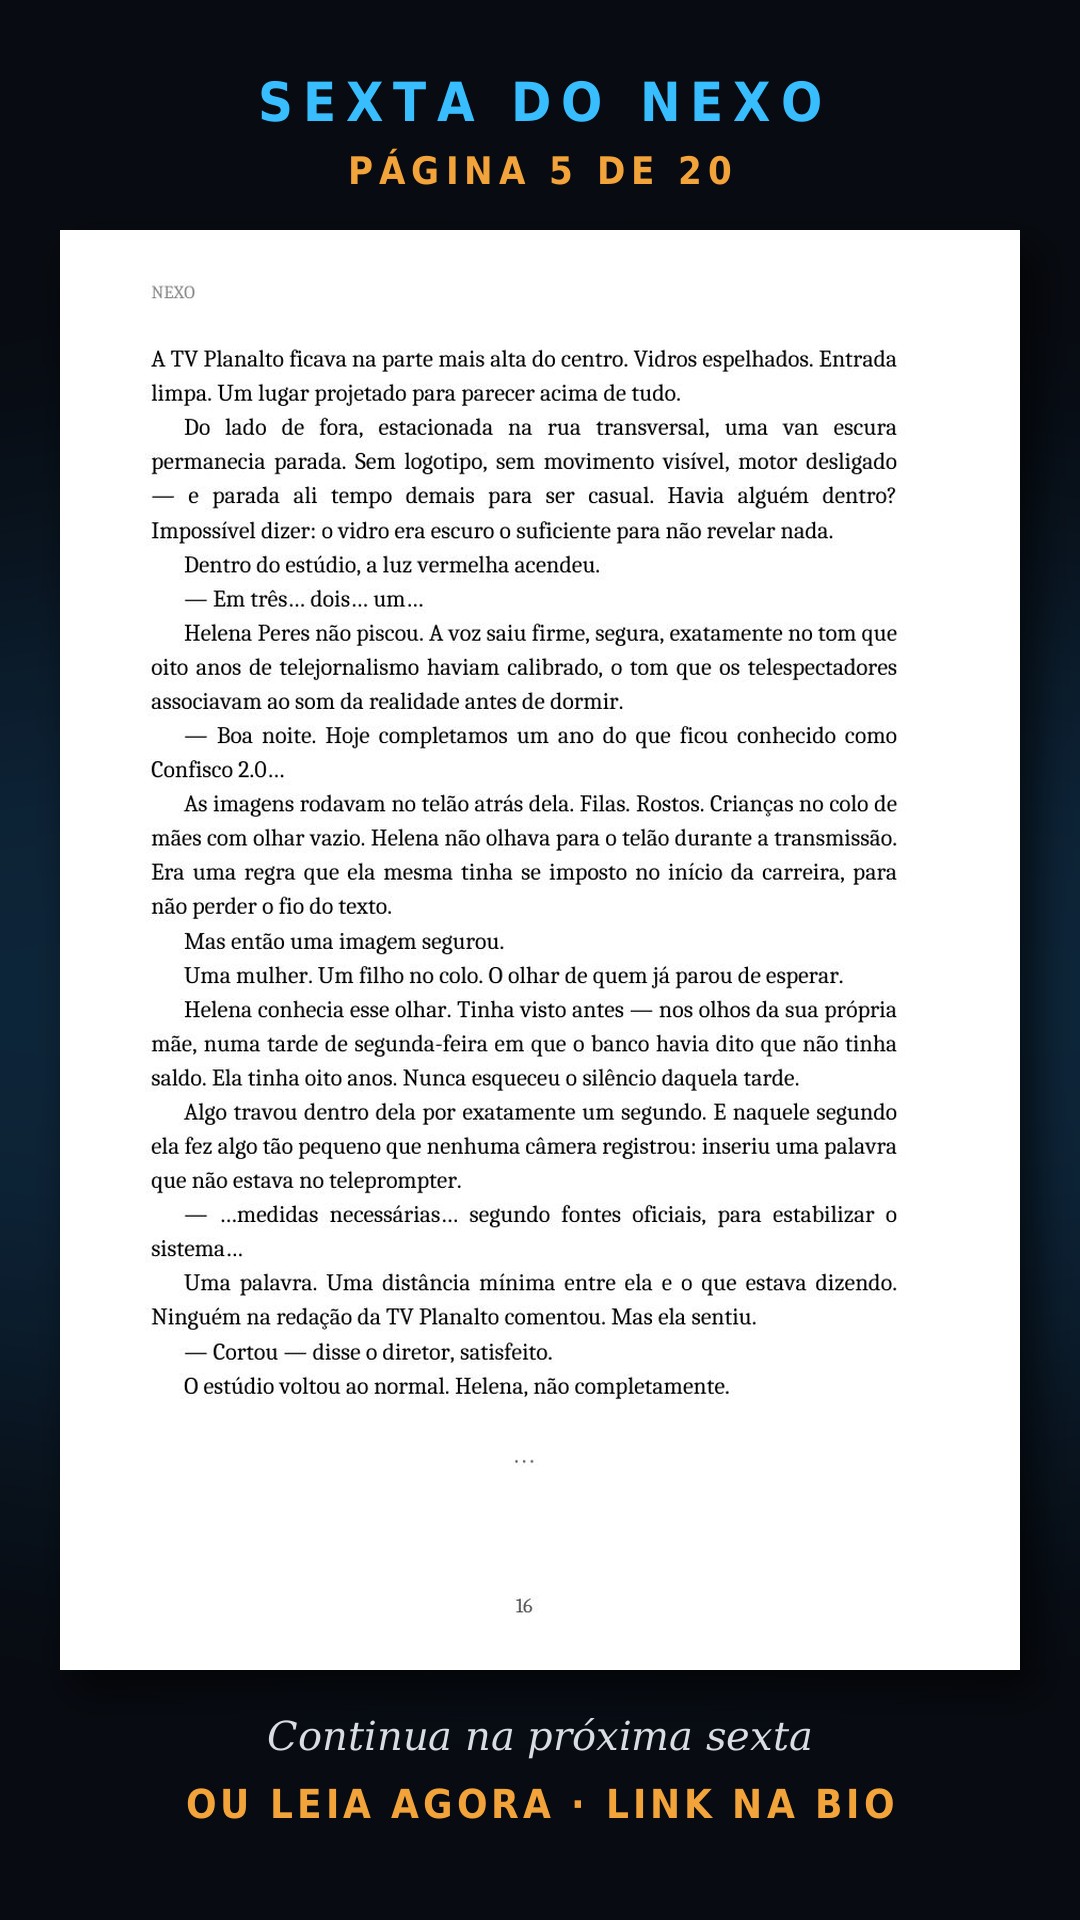 SEXTA DO NEXO
PÁGINA 5 DE 20
NEXO
A TV Planalto ficava na parte mais alta do centro. Vidros espelhados. Entrada
limpa. Um lugar projetado para parecer acima de tudo.
Do lado de fora, estacionada na rua transversal, uma van escura
permanecia parada. Sem logotipo, sem movimento visível, motor desligado
— e parada ali tempo demais para ser casual. Havia alguém dentro?
Impossível dizer: o vidro era escuro o suficiente para não revelar nada.
Dentro do estúdio, a luz vermelha acendeu.
— Em três… dois… um…
Helena Peres não piscou. A voz saiu firme, segura, exatamente no tom que
oito anos de telejornalismo haviam calibrado, o tom que os telespectadores
associavam ao som da realidade antes de dormir.
— Boa noite. Hoje completamos um ano do que ficou conhecido como
Confisco 2.0…
As imagens rodavam no telão atrás dela. Filas. Rostos. Crianças no colo de
mães com olhar vazio. Helena não olhava para o telão durante a transmissão.
Era uma regra que ela mesma tinha se imposto no início da carreira, para
não perder o fio do texto.
Mas então uma imagem segurou.
Uma mulher. Um filho no colo. O olhar de quem já parou de esperar.
Helena conhecia esse olhar. Tinha visto antes — nos olhos da sua própria
mãe, numa tarde de segunda-feira em que o banco havia dito que não tinha
saldo. Ela tinha oito anos. Nunca esqueceu o silêncio daquela tarde.
Algo travou dentro dela por exatamente um segundo. E naquele segundo
ela fez algo tão pequeno que nenhuma câmera registrou: inseriu uma palavra
que não estava no teleprompter.
— …medidas necessárias… segundo fontes oficiais, para estabilizar o
sistema…
Uma palavra. Uma distância mínima entre ela e o que estava dizendo.
Ninguém na redação da TV Planalto comentou. Mas ela sentiu.
— Cortou — disse o diretor, satisfeito.
O estúdio voltou ao normal. Helena, não completamente.
…
16
Continua na próxima sexta
OU LEIA AGORA · LINK NA BIO